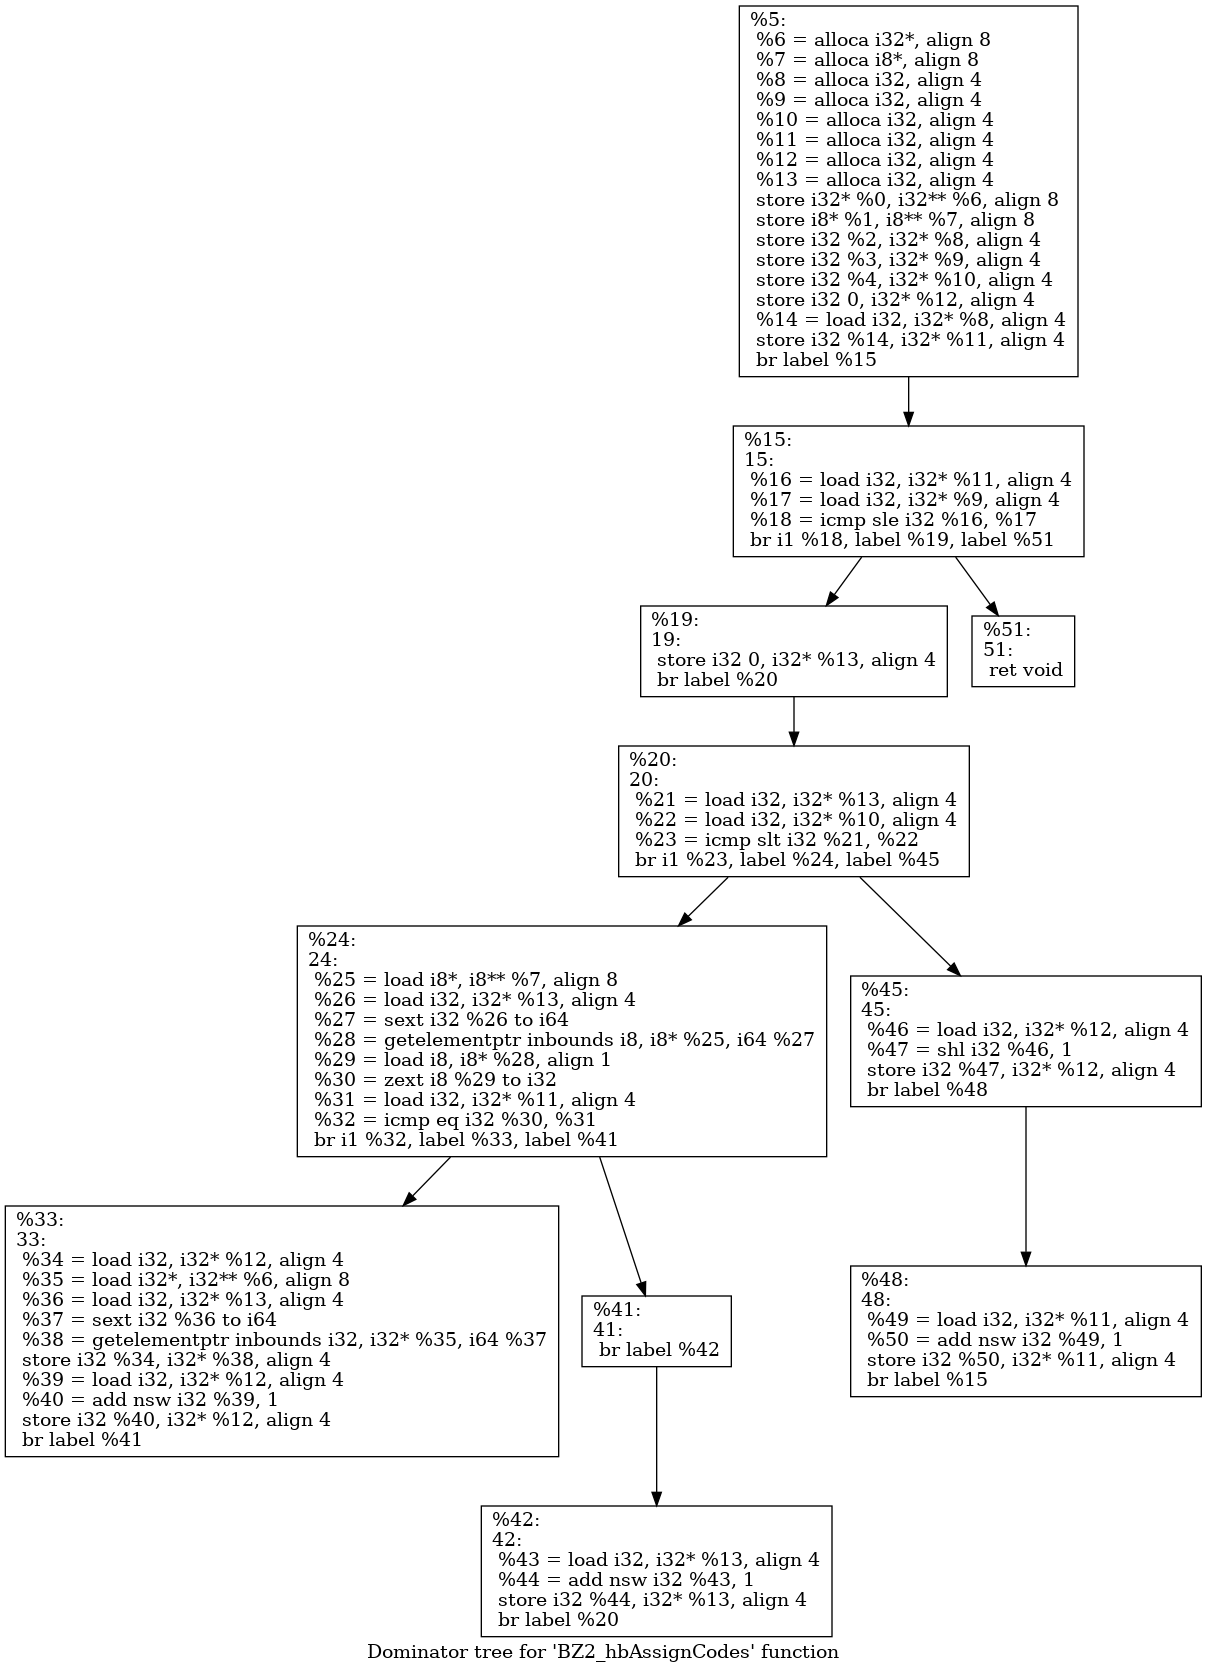 %5:
%6 = alloca i32*, align 8
%7 = alloca i8*, align 8
%8 = alloca i32, align 4
%9 = alloca i32, align 4
%10 = alloca i32, align 4
%11 = alloca i32, align 4
%12 = alloca i32, align 4
%13 = alloca i32, align 4
store i32* %0, i32** %6, align 8
store i8* %1, i8** %7, align 8
store i32 %2, i32* %8, align 4
store i32 %3, i32* %9, align 4
store i32 %4, i32* %10, align 4
store i32 0, i32* %12, align 4
%14 = load i32, i32* %8, align 4
store i32 %14, i32* %11, align 4
br label %15
%15:
15:
%16 = load i32, i32* %11, align 4
%17 = load i32, i32* %9, align 4
%18 = icmp sle i32 %16, %17
br i1 %18, label %19, label %51
%19:
19:
store i32 0, i32* %13, align 4
br label %20
%51:
51:
ret void
%20:
20:
%21 = load i32, i32* %13, align 4
%22 = load i32, i32* %10, align 4
%23 = icmp slt i32 %21, %22
br i1 %23, label %24, label %45
%24:
24:
%25 = load i8*, i8** %7, align 8
%26 = load i32, i32* %13, align 4
%27 = sext i32 %26 to i64
%28 = getelementptr inbounds i8, i8* %25, i64 %27
%29 = load i8, i8* %28, align 1
%30 = zext i8 %29 to i32
%31 = load i32, i32* %11, align 4
%32 = icmp eq i32 %30, %31
br i1 %32, label %33, label %41
%45:
45:
%46 = load i32, i32* %12, align 4
%47 = shl i32 %46, 1
store i32 %47, i32* %12, align 4
br label %48
%33:
33:
%34 = load i32, i32* %12, align 4
%35 = load i32*, i32** %6, align 8
%36 = load i32, i32* %13, align 4
%37 = sext i32 %36 to i64
%38 = getelementptr inbounds i32, i32* %35, i64 %37
store i32 %34, i32* %38, align 4
%39 = load i32, i32* %12, align 4
%40 = add nsw i32 %39, 1
store i32 %40, i32* %12, align 4
br label %41
%41:
41:
br label %42
%48:
48:
%49 = load i32, i32* %11, align 4
%50 = add nsw i32 %49, 1
store i32 %50, i32* %11, align 4
br label %15
%42:
42:
%43 = load i32, i32* %13, align 4
%44 = add nsw i32 %43, 1
store i32 %44, i32* %13, align 4
br label %20
Dominator tree for 'BZ2_hbAssignCodes' function